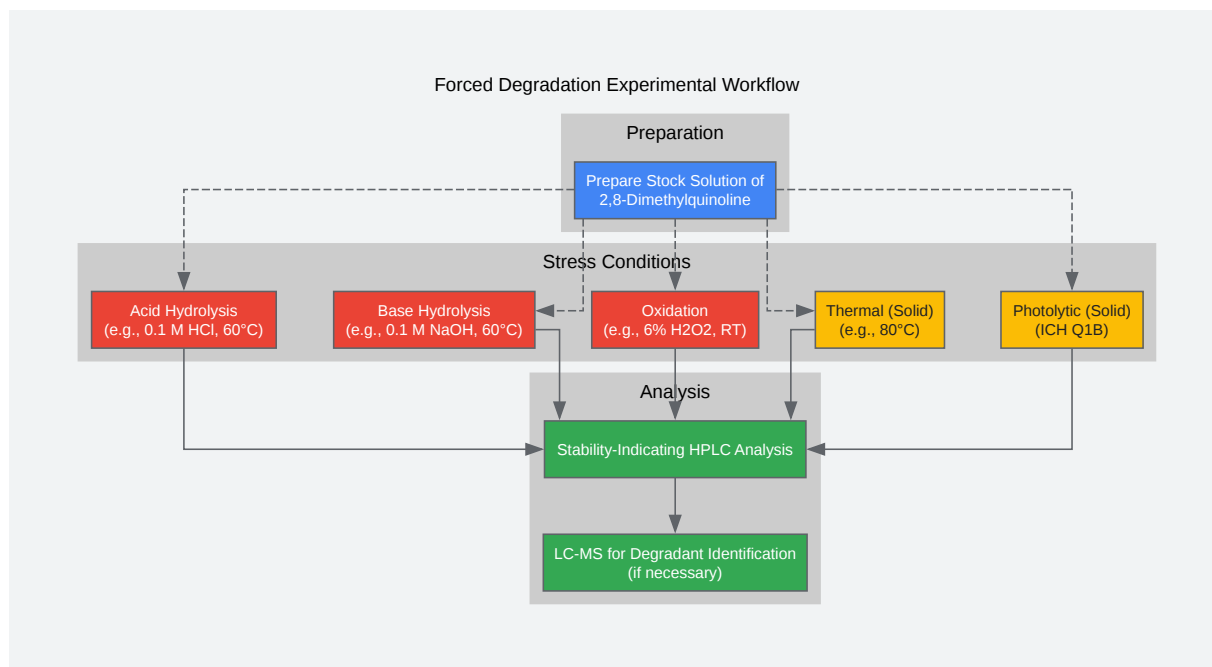 Forced Degradation Experimental Workflow
Preparation
Prepare Stock Solution of
2,8-Dimethylquinoline
Stress Conditions
Acid Hydrolysis
(e.g., 0.1 M HCl, 60°C)
Base Hydrolysis
(e.g., 0.1 M NaOH, 60°C)
Oxidation
(e.g., 6% H2O2, RT)
Thermal (Solid)
(e.g., 80°C)
Photolytic (Solid)
(ICH Q1B)
Analysis
Stability-Indicating HPLC Analysis
LC-MS for Degradant Identification
(if necessary)